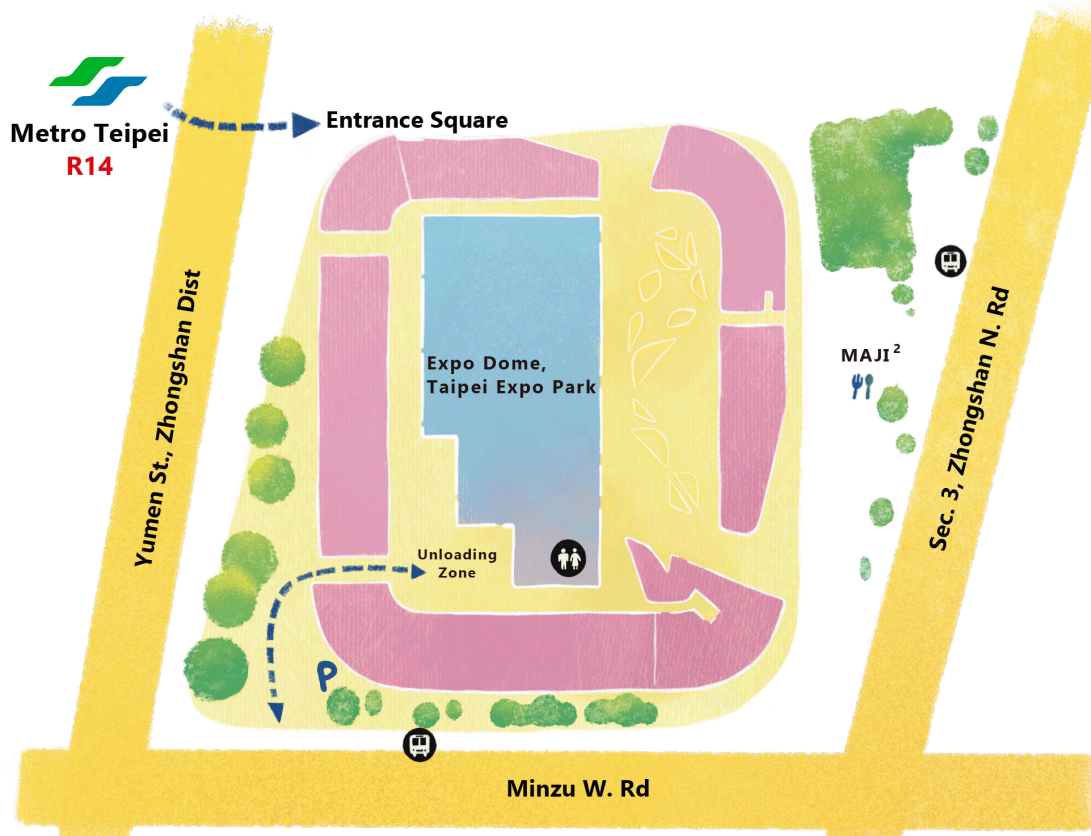 Metro Teipei
R14
Entrance Square
Yumen St., Zhongshan Dist
Expo Dome,
Taipei Expo Park
MAJI²
Sec. 3, Zhongshan N. Rd
Unloading
Zone
P
Minzu W. Rd